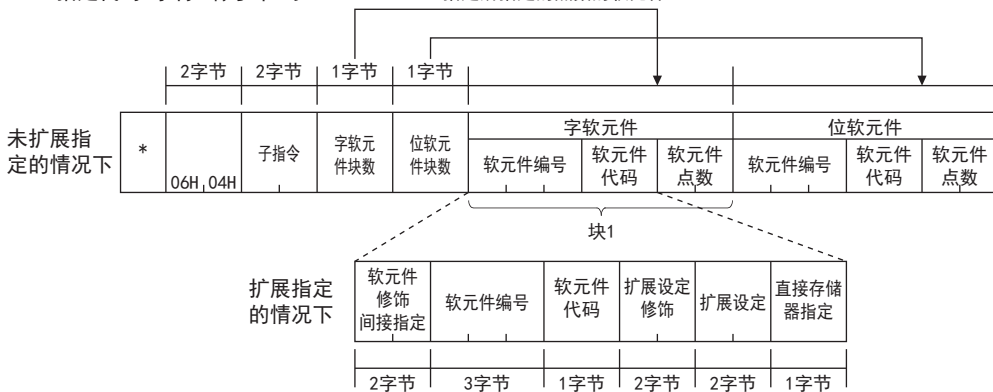 2字节 2字节 1字节 1字节
未扩展指
定的情况下
*
06H 04H
子指令
字软元
件块数
位软元
件块数
字软元件
软元件编号
软元件
代码
软元件
点数
位软元件
软元件编号
软元件
代码
软元件
点数
块1
扩展指定
的情况下
软元件
修饰
间接指定
软元件编号
软元件
代码
扩展设定
修饰
扩展设定
直接存储
器指定
2字节 3字节 1字节 2字节 2字节 1字节